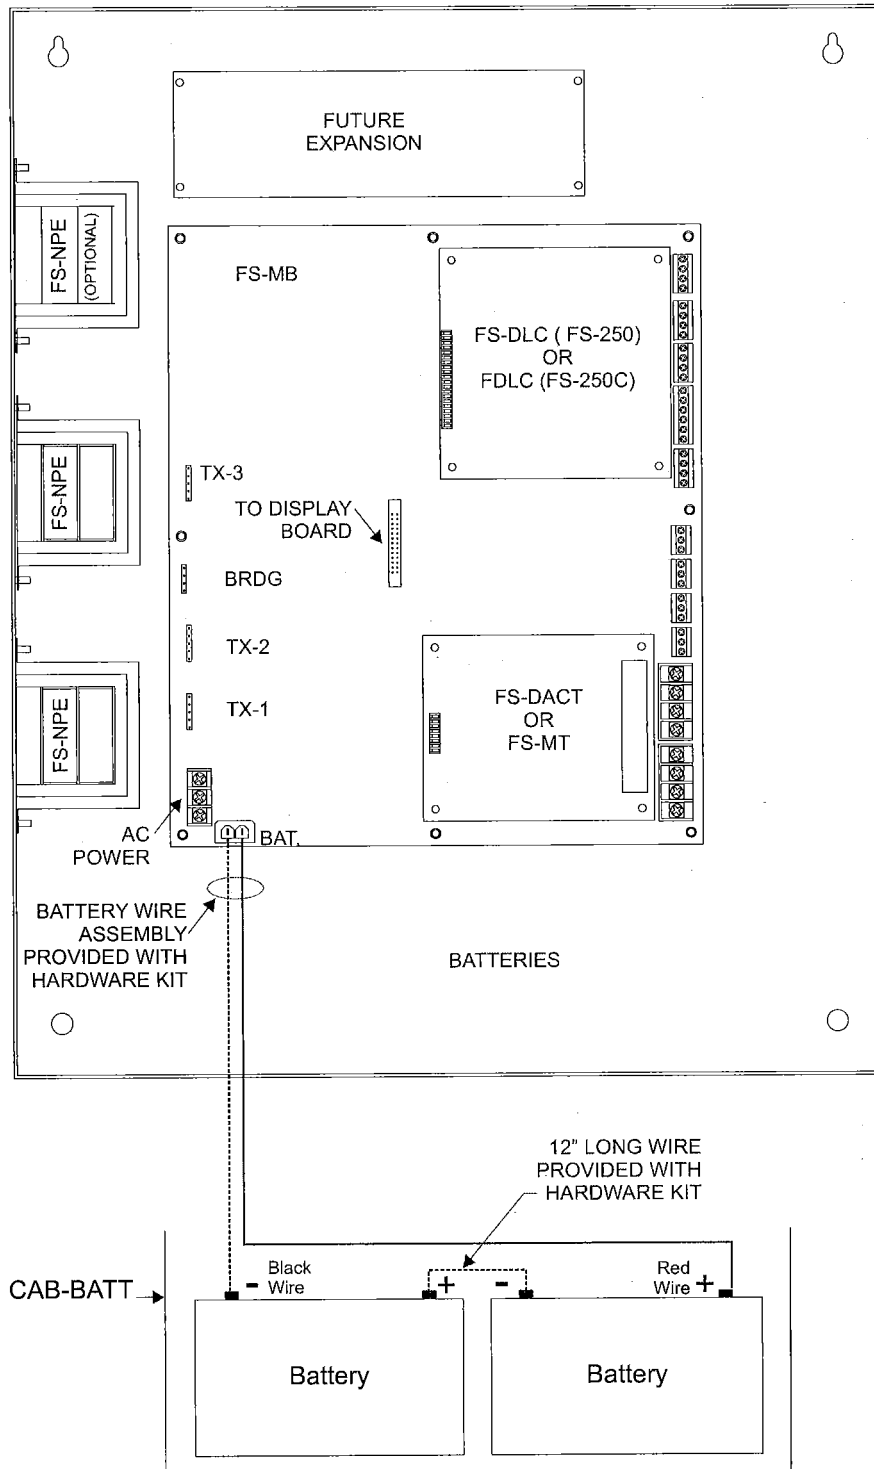 FUTURE
EXPANSION
FS-NPE
(OPTIONAL)
FS-MB
FS-DLC ( FS-250)
OR
FDLC (FS-250C)
TX-3
FS-NPE
TO DISPLAY
BOARD
BRDG
TX-2
TX-1
FS-DACT
OR
FS-MT
FS-NPE
AC
POWER
BAT.
BATTERY WIRE
ASSEMBLY
PROVIDED WITH
HARDWARE KIT
BATTERIES
12" LONG WIRE
PROVIDED WITH
HARDWARE KIT
CAB-BATT
- Black
Wire
+
-
Red
Wire +
Battery
Battery